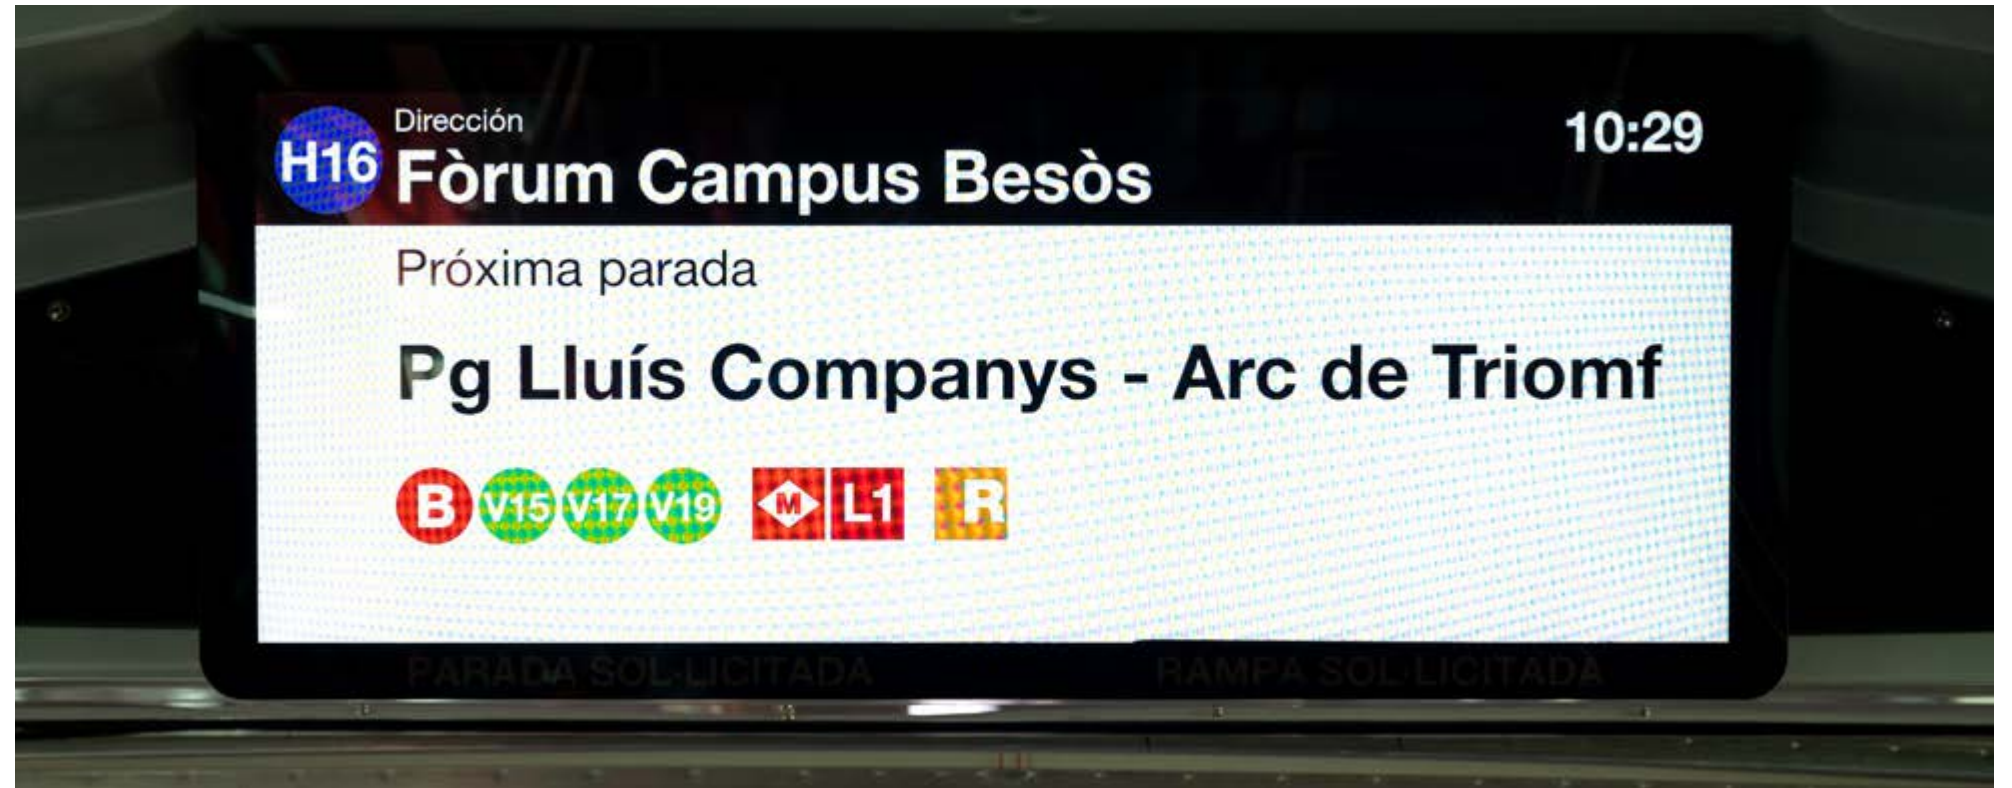 H16 Dirección 10:29
Fòrum Campus Besòs
Próxima parada
Pg Lluís Companys - Arc de Triomf
B V15 V17 V19 M L1 R
PARADA SOL·LICITADA RAMPA SOL·LICITADA